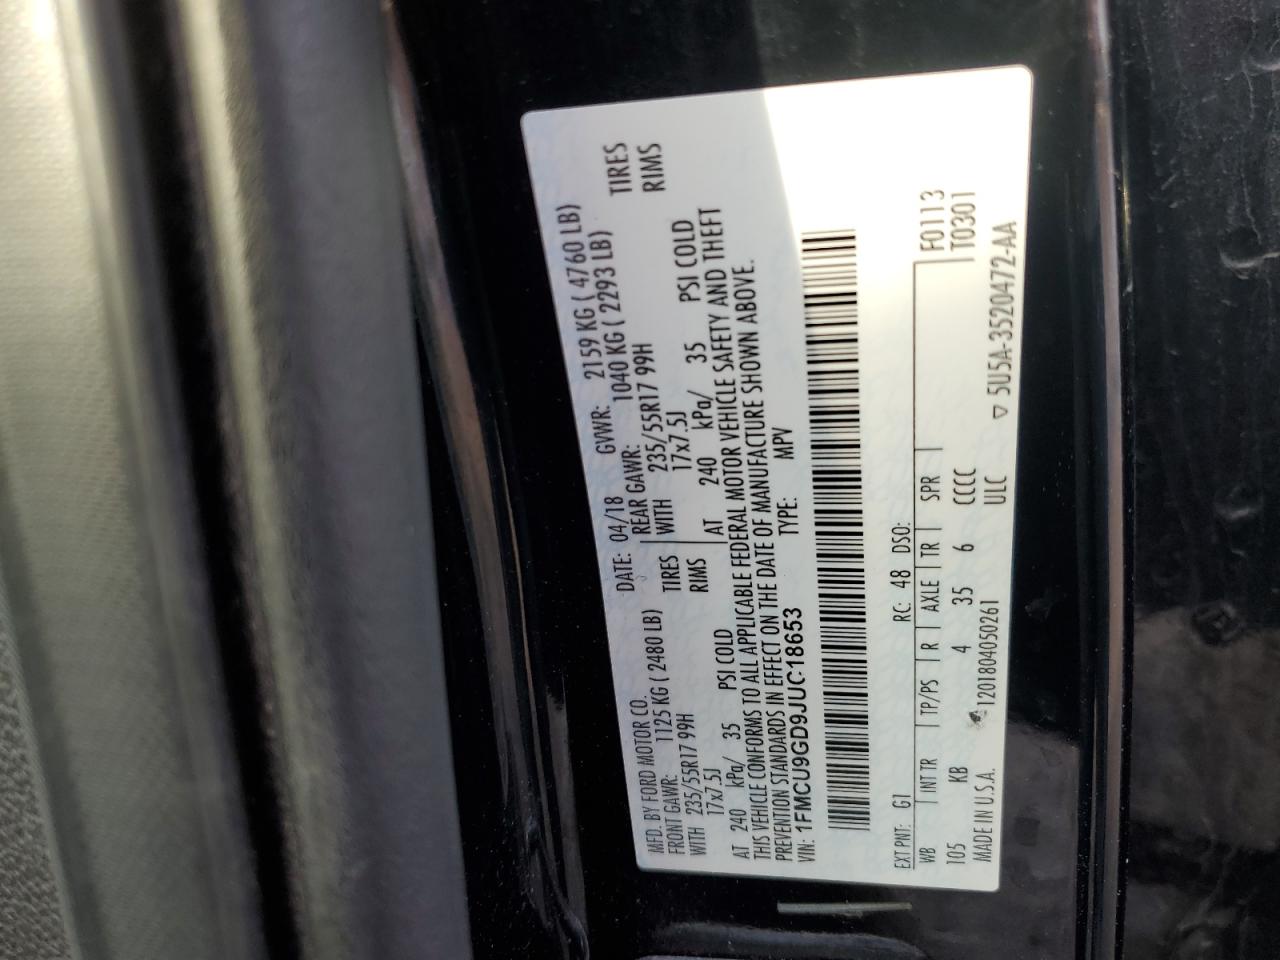 MFD. BY FORD MOTOR CO.
DATE: 04/18 GVWR: 2159 KG ( 4760 LB)
FRONT GAWR: 1125 KG ( 2480 LB) REAR GAWR: 1040 KG ( 2293 LB)
WITH 235/55R17 99H TIRES WITH 235/55R17 99H TIRES
17x7.5J RIMS 17x7.5J RIMS
AT 240 kPa/ 35 PSI COLD AT 240 kPa/ 35 PSI COLD
THIS VEHICLE CONFORMS TO ALL APPLICABLE FEDERAL MOTOR VEHICLE SAFETY AND THEFT
PREVENTION STANDARDS IN EFFECT ON THE DATE OF MANUFACTURE SHOWN ABOVE.
VIN: 1FMCU9GD9JUC18653 TYPE: MPV
EXT PNT: G1 RC: 48 DSO:
WB INT TR TP/PS R AXLE TR SPR F0113
105 KB 4 35 6 CCCC T0301
MADE IN U.S.A. 120180405026 1 ULC ▽ 5U5A-3520472-AA